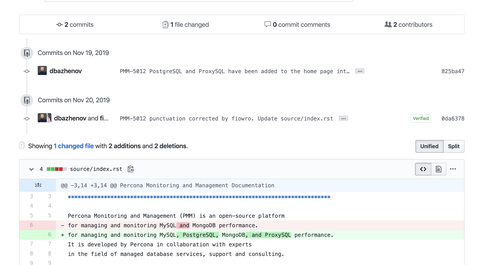 2 commits
1 file changed
0 commit comments
2 contributors
Commits on Nov 19, 2019
dbazhenov PMM-5012 PostgreSQL and ProxySQL have been added to the home page int… 825ba47
Commits on Nov 20, 2019
dbazhenov and fi… PMM-5012 punctuation corrected by fiowro. Update source/index.rst … Verified 0da6378
Showing 1 changed file with 2 additions and 2 deletions.
Unified Split
4 source/index.rst
@@ -3,14 +3,14 @@ Percona Monitoring and Management Documentation
3 3
4 4
5 5 Percona Monitoring and Management (PMM) is an open-source platform
6 - for managing and monitoring MySQL and MongoDB performance.
6 + for managing and monitoring MySQL, PostgreSQL, MongoDB, and ProxySQL performance.
7 7 It is developed by Percona in collaboration with experts
8 8 in the field of managed database services, support and consulting.
9 9